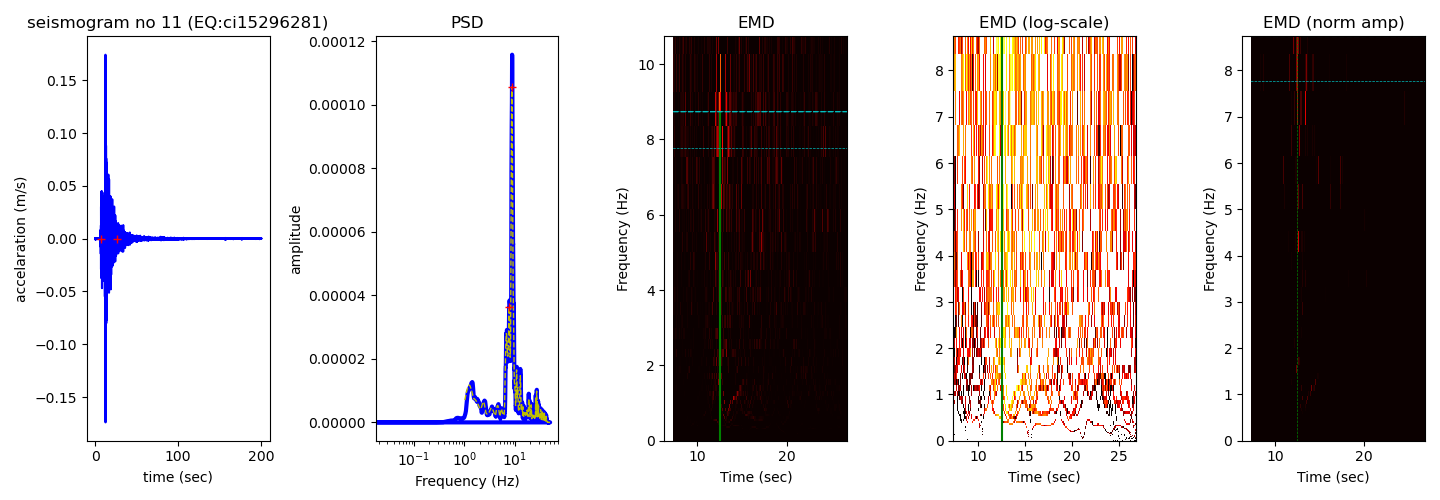 seismogram no 11 (EQ:ci15296281)
accelaration (m/s)
0.15
0.10
0.05
0.00
−0.05
−0.10
−0.15
0 100 200
time (sec)
PSD
amplitude
0.00012
0.00010
0.00008
0.00006
0.00004
0.00002
0.00000
10⁻¹ 10⁰ 10¹
Frequency (Hz)
EMD
Frequency (Hz)
10
8
6
4
2
0
10 20
Time (sec)
EMD (log-scale)
Frequency (Hz)
8
7
6
5
4
3
2
1
0
10 15 20 25
Time (sec)
EMD (norm amp)
Frequency (Hz)
8
7
6
5
4
3
2
1
0
10 20
Time (sec)